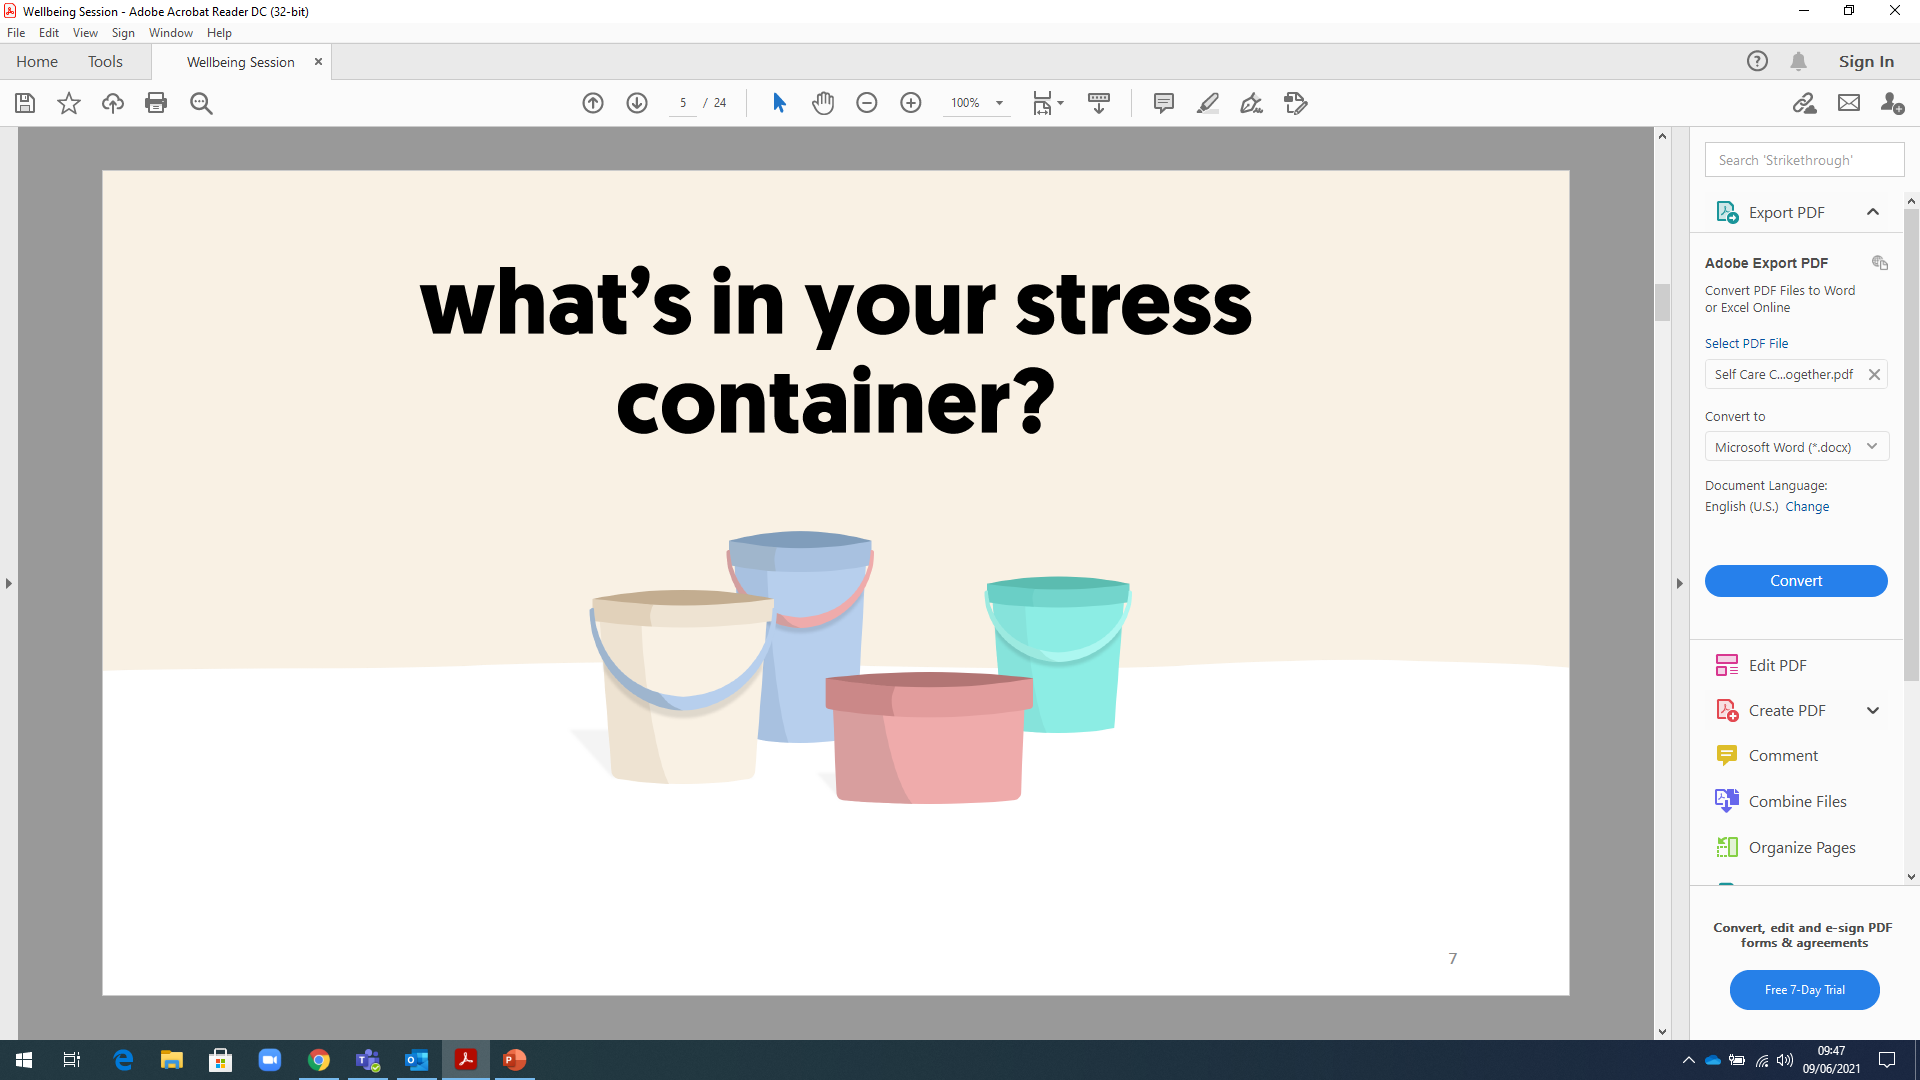 Wellbeing Session - Adobe Acrobat Reader DC (32-bit)
File Edit View Sign Window Help
Home Tools Wellbeing Session Sign In
5 / 24 100%
what's in your stress
container?
7
Search 'Strikethrough'
Export PDF
Adobe Export PDF
Convert PDF Files to Word
or Excel Online
Select PDF File
Self Care C...ogether.pdf
Convert to
Microsoft Word (*.docx)
Document Language:
English (U.S.) Change
Convert
Edit PDF
Create PDF
Comment
Combine Files
Organize Pages
Convert, edit and e-sign PDF
forms & agreements
Free 7-Day Trial
09:47
09/06/2021